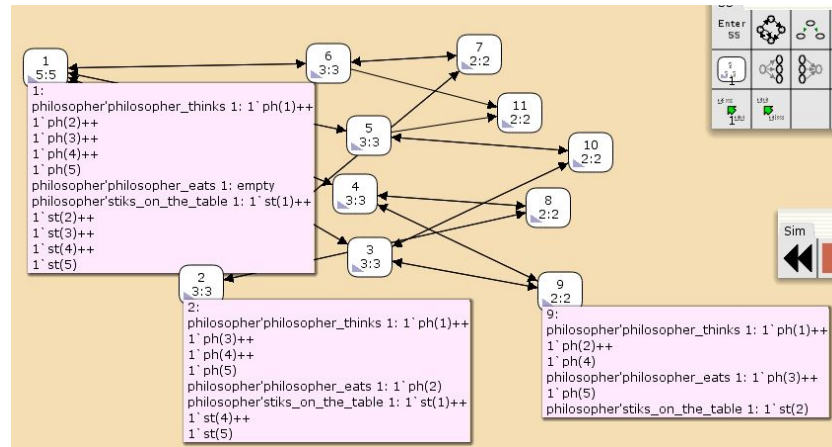 1
5:5
6
3:3
7
2:2
11
2:2
5
3:3
10
2:2
4
3:3
8
2:2
3
3:3
2
3:3
9
2:2
1:
philosopher'philosopher_thinks 1: 1`ph(1)++
1`ph(2)++
1`ph(3)++
1`ph(4)++
1`ph(5)
philosopher'philosopher_eats 1: empty
philosopher'stiks_on_the_table 1: 1`st(1)++
1`st(2)++
1`st(3)++
1`st(4)++
1`st(5)
2:
philosopher'philosopher_thinks 1: 1`ph(1)++
1`ph(3)++
1`ph(4)++
1`ph(5)
philosopher'philosopher_eats 1: 1`ph(2)
philosopher'stiks_on_the_table 1: 1`st(1)++
1`st(4)++
1`st(5)
9:
philosopher'philosopher_thinks 1: 1`ph(1)++
1`ph(2)++
1`ph(4)
philosopher'philosopher_eats 1: 1`ph(3)++
1`ph(5)
philosopher'stiks_on_the_table 1: 1`st(2)
Enter
SS
Sim